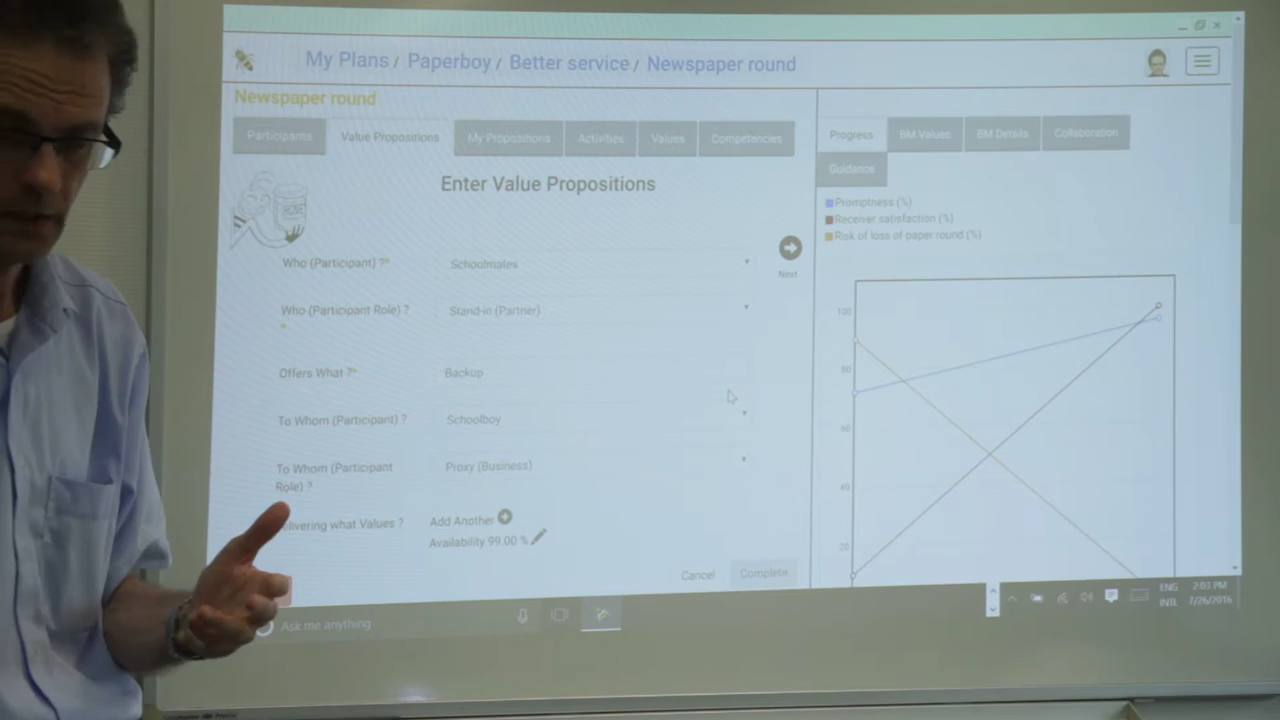 My Plans / Paperboy / Better service / Newspaper round
Newspaper round
Participants
Value Propositions
My Propositions
Activities
Values
Competencies
Enter Value Propositions
Who (Participant) ?*
Schoolmates
Who (Participant Role) ?
*
Stand-in (Partner)
Offers What ?*
Backup
To Whom (Participant) ?
Schoolboy
To Whom (Participant
Role) ?
Proxy (Business)
elivering what Values ?
Add Another
Availability 99.00 %
Next
Cancel
Complete
Progress
BM Values
BM Details
Collaboration
Guidance
Promptness (%)
Receiver satisfaction (%)
Risk of loss of paper round (%)
100
80
60
40
20
Ask me anything
ENG
INTL
2:03 PM
7/26/2016